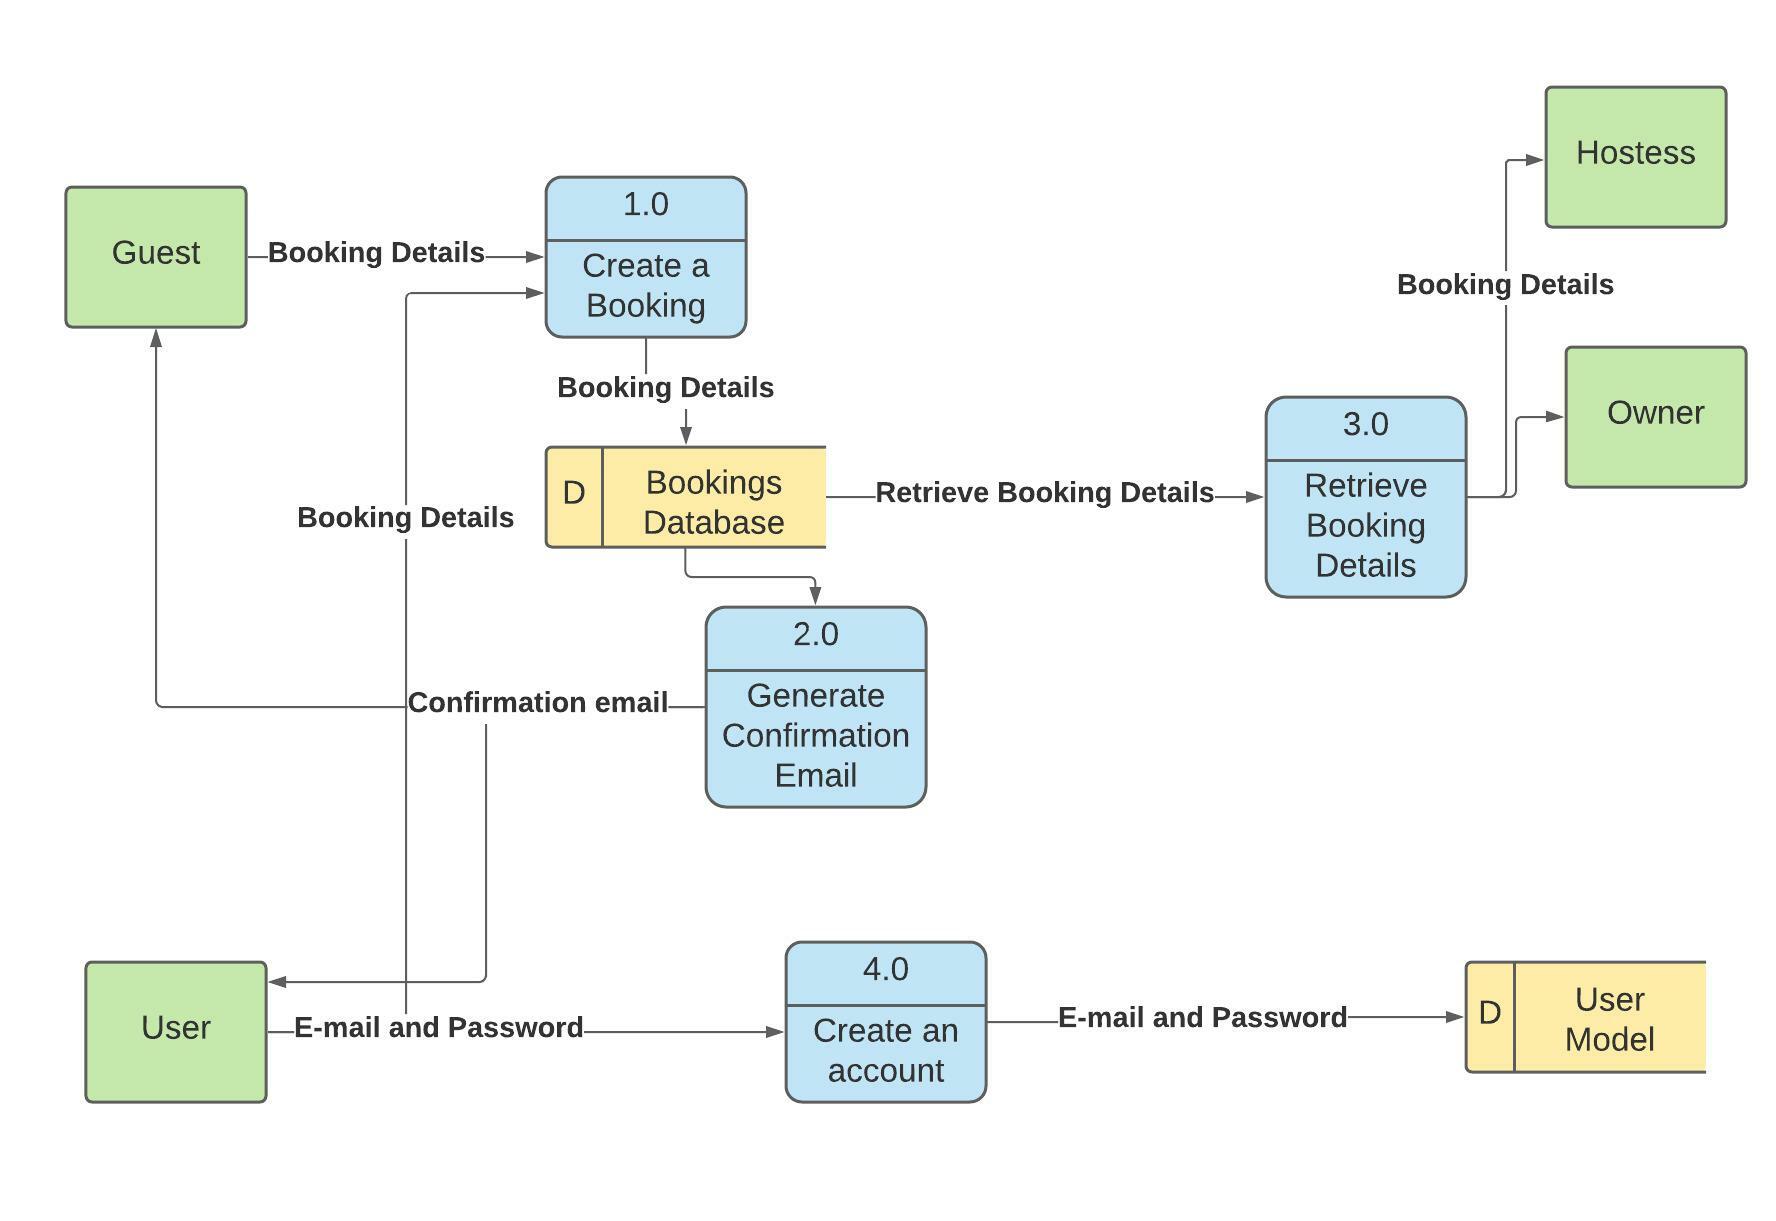 Hostess
Guest
Booking Details
1.0
Create a
Booking
Booking Details
Booking Details
Owner
3.0
Retrieve
Booking
Details
D
Bookings
Database
Retrieve Booking Details
Booking Details
2.0
Generate
Confirmation
Email
Confirmation email
User
E-mail and Password
4.0
Create an
account
E-mail and Password
D
User
Model